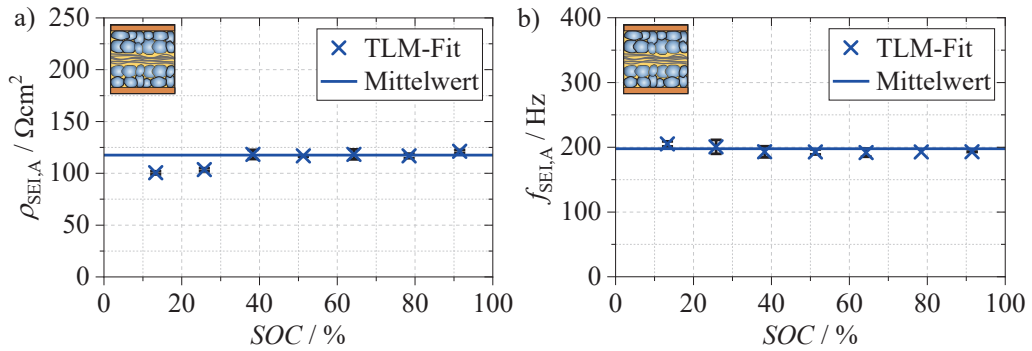 a)
250
200
150
100
50
0
ρSEI,A / Ωcm²
0 20 40 60 80 100
SOC / %
TLM-Fit
Mittelwert
b)
400
300
200
100
0
fSEI,A / Hz
0 20 40 60 80 100
SOC / %
TLM-Fit
Mittelwert